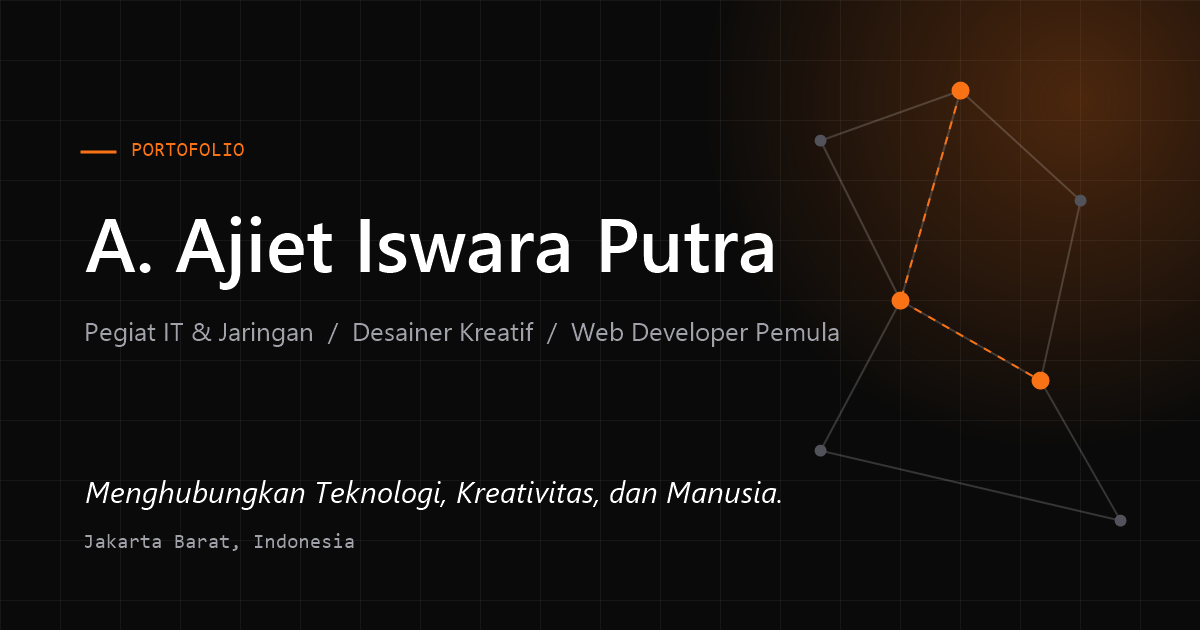 PORTOFOLIO
A. Ajiet Iswara Putra
Pegiat IT & Jaringan / Desainer Kreatif / Web Developer Pemula
Menghubungkan Teknologi, Kreativitas, dan Manusia.
Jakarta Barat, Indonesia